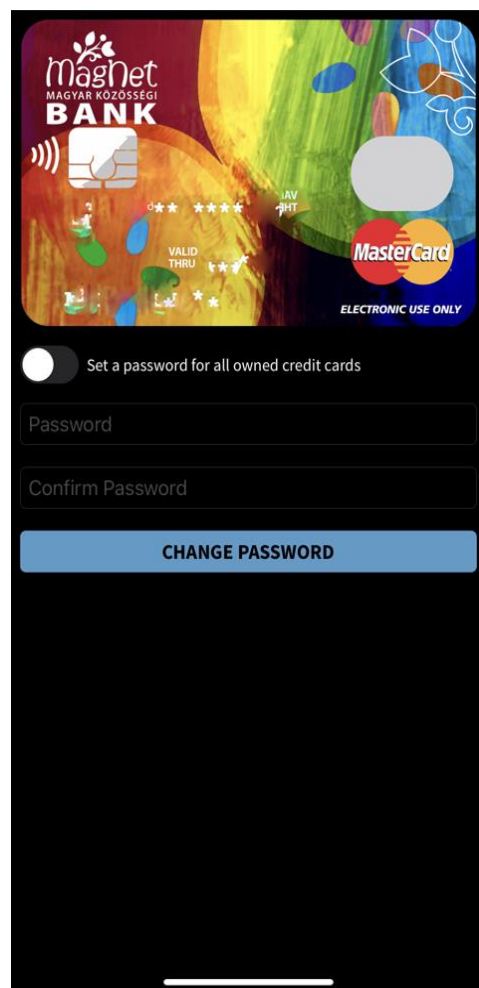 magnet
MAGYAR KÖZÖSSÉGI
BANK
** ****
VALID
THRU
MasterCard
ELECTRONIC USE ONLY
Set a password for all owned credit cards
Password
Confirm Password
CHANGE PASSWORD